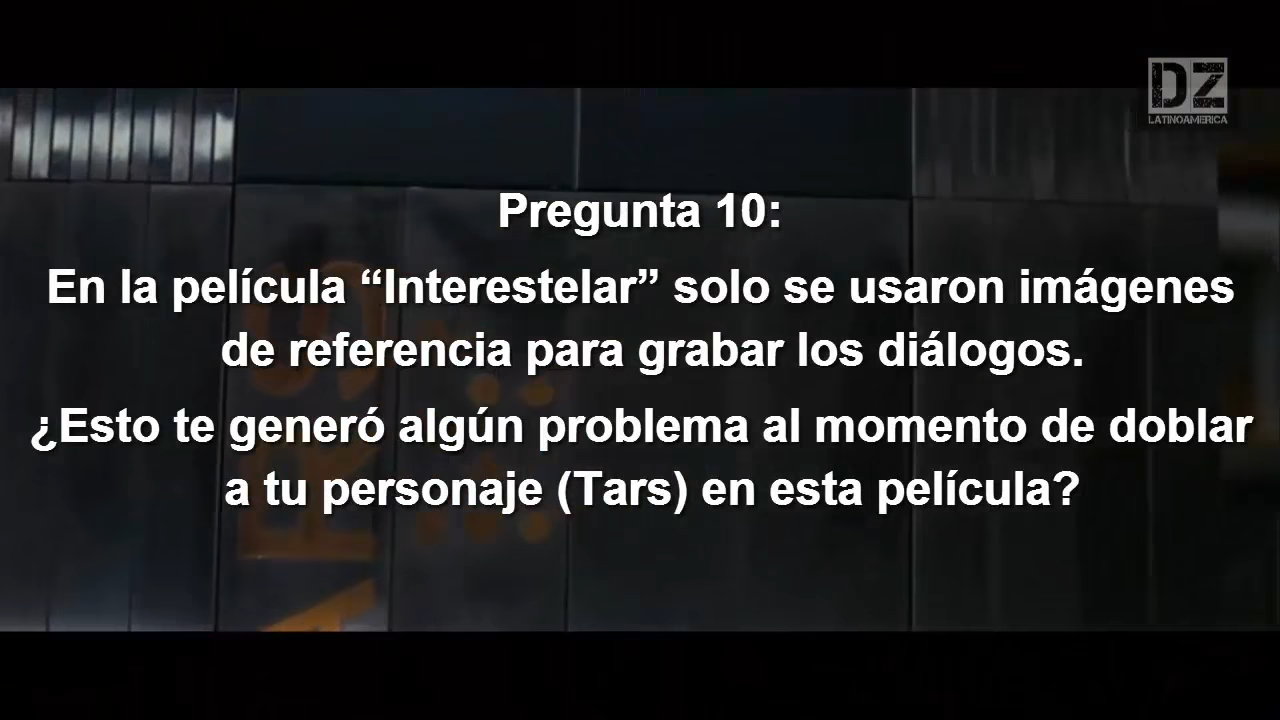 DZ
LATINOAMERICA
Pregunta 10:
En la película “Interestelar” solo se usaron imágenes
de referencia para grabar los diálogos.
¿Esto te generó algún problema al momento de doblar
a tu personaje (Tars) en esta película?
ARS